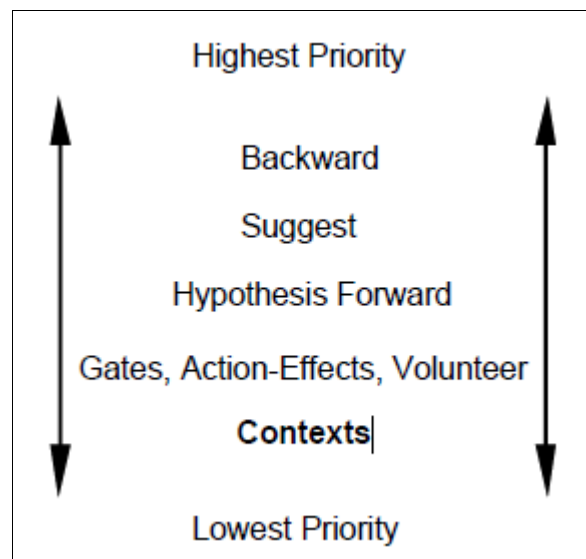 Highest Priority
Backward
Suggest
Hypothesis Forward
Gates, Action-Effects, Volunteer
Contexts
Lowest Priority